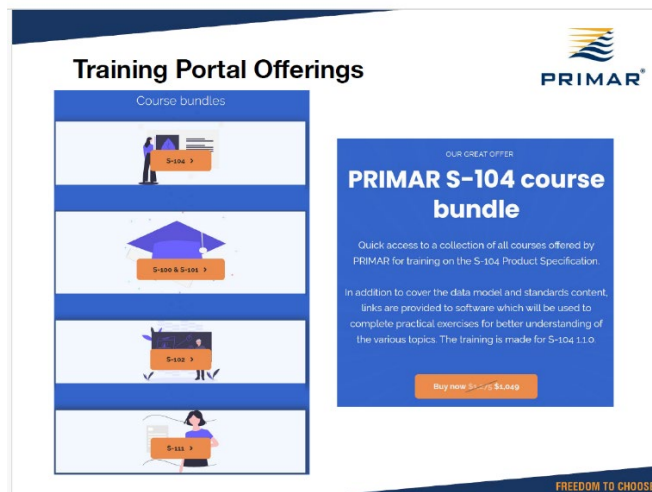 Training Portal Offerings
PRIMAR®
Course bundles
S-104 >
S-100 & S-101 >
S-102 >
S-111 >
OUR GREAT OFFER
PRIMAR S-104 course
bundle
Quick access to a collection of all courses offered by
PRIMAR for training on the S-104 Product Specification.
In addition to cover the data model and standards content,
links are provided to software which will be used to
complete practical exercises for better understanding of
the various topics. The training is made for S-104 1.1.0.
Buy now $1,049
FREEDOM TO CHOOSE